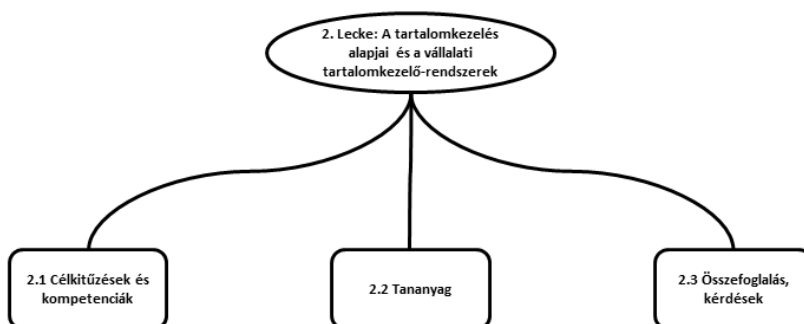 2. Lecke: A tartalomkezelés
alapjai és a vállalati
tartalomkezelő-rendszerek
2.1 Célkitűzések és
kompetenciák
2.2 Tananyag
2.3 Összefoglalás,
kérdések